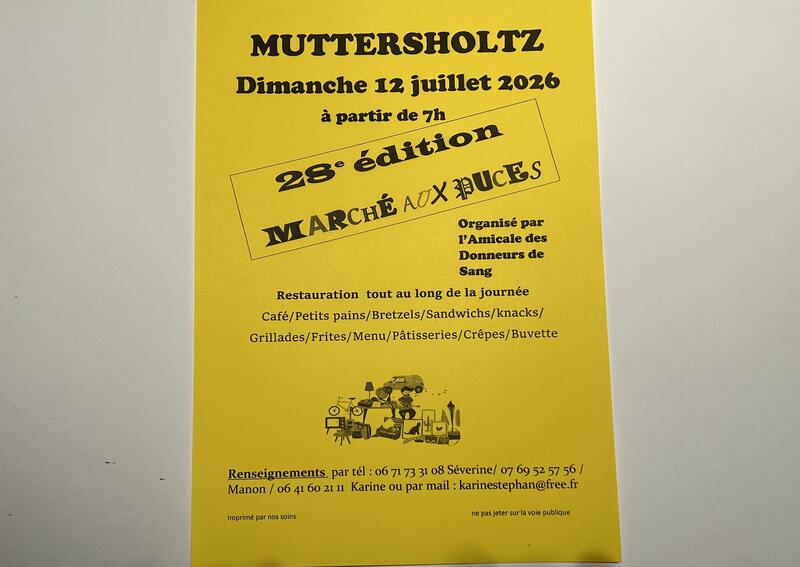 MUTTERSHOLTZ
Dimanche 12 juillet 2026
à partir de 7h
28e édition
MARCHÉ AUX PUCES
Organisé par
l'Amicale des
Donneurs de
Sang
Restauration tout au long de la journée
Café/Petits pains/Bretzels/Sandwichs/knacks/
Grillades/Frites/Menu/Pâtisseries/Crêpes/Buvette
Renseignements par tél : 06 71 73 31 08 Séverine/ 07 69 52 57 56 /
Manon / 06 41 60 21 11 Karine ou par mail : karinestephan@free.fr
Imprimé par nos soins
ne pas jeter sur la voie publique